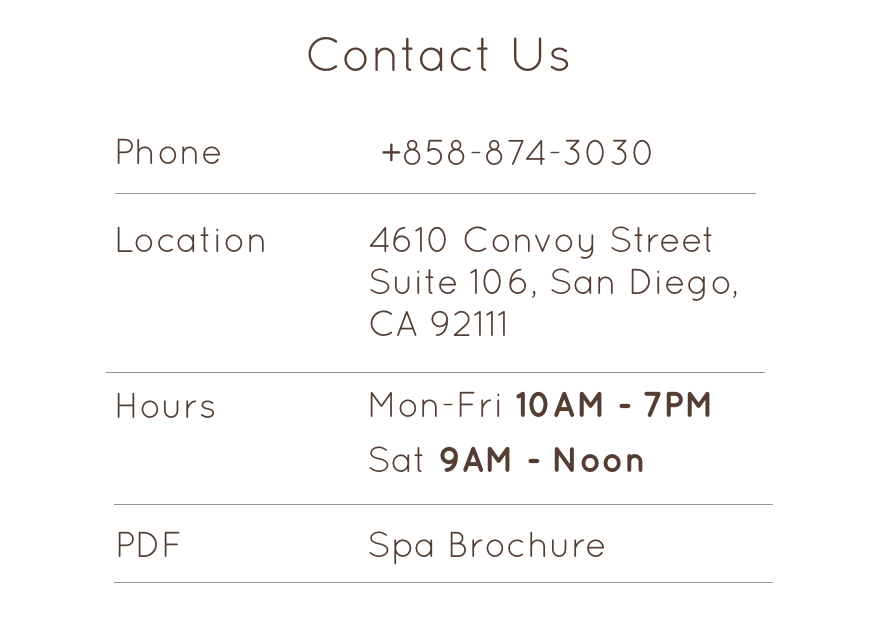 Contact Us
Phone +858-874-3030
Location 4610 Convoy Street
Suite 106, San Diego,
CA 92111
Hours Mon-Fri 10AM - 7PM
Sat 9AM - Noon
PDF Spa Brochure